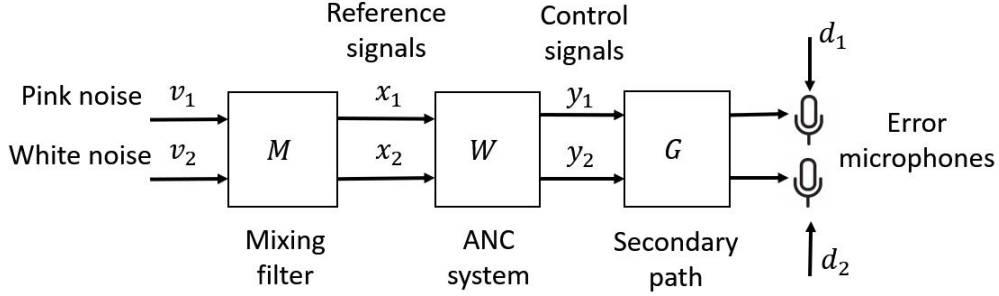 Reference
signals
Control
signals
d₁
Pink noise
v₁
x₁
y₁
M
W
G
Error
microphones
White noise
v₂
x₂
y₂
Mixing
filter
ANC
system
Secondary
path
d₂